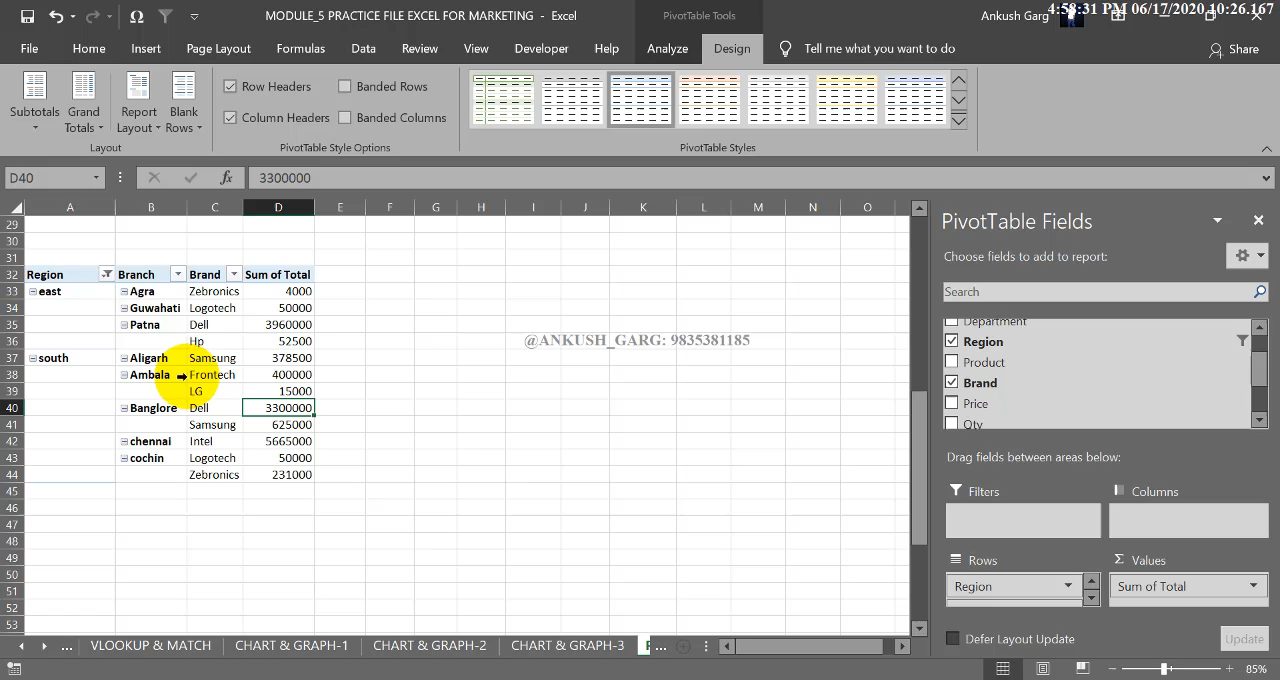 MODULE_5 PRACTICE FILE EXCEL FOR MARKETING - Excel
PivotTable Tools
Ankush Garg
4:58:31 PM 06/17/2020 10:26.167
File Home Insert Page Layout Formulas Data Review View Developer Help Analyze Design Tell me what you want to do Share
Subtotals
Grand Totals
Report Layout
Blank Rows
Layout
Row Headers
Banded Rows
Column Headers
Banded Columns
PivotTable Style Options
PivotTable Styles
D40
fx
3300000
A B C D E F G H I J K L M N O
29
30
31
32 Region Branch Brand Sum of Total
33 east Agra Zebronics 4000
34 Guwahati Logotech 50000
35 Patna Dell 3960000
36 Hp 52500
@ANKUSH_GARG: 9835381185
37 south Aligarh Samsung 378500
38 Ambala Frontech 400000
39 LG 15000
40 Banglore Dell 3300000
41 Samsung 625000
42 chennai Intel 5665000
43 cochin Logotech 50000
44 Zebronics 231000
45
46
47
48
49
50
51
52
53
PivotTable Fields
Choose fields to add to report:
Search
Department
Region
Product
Brand
Price
Qty
Drag fields between areas below:
Filters
Columns
Rows
Σ Values
Region
Sum of Total
Defer Layout Update
Update
... VLOOKUP & MATCH CHART & GRAPH-1 CHART & GRAPH-2 CHART & GRAPH-3 ...
85%